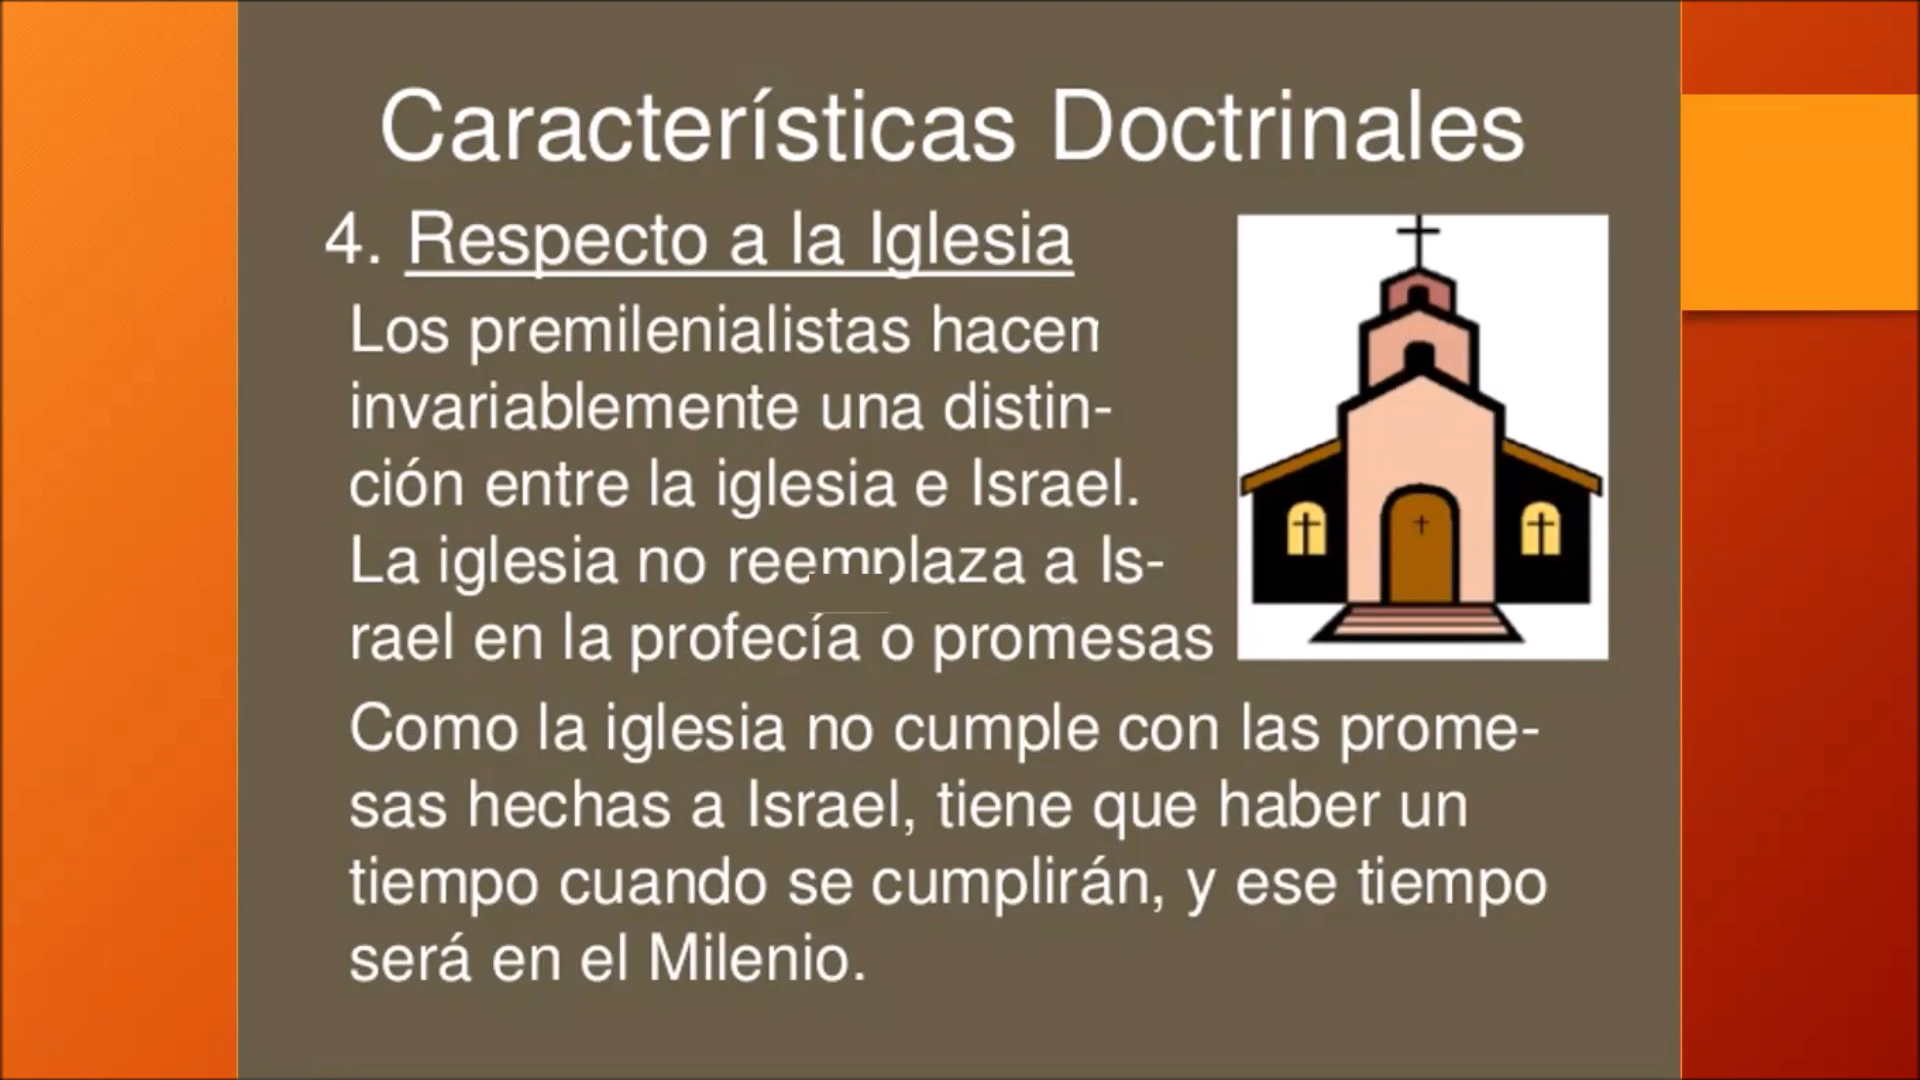 Características Doctrinales
4. Respecto a la Iglesia
Los premilenialistas hacen
invariablemente una distin-
ción entre la iglesia e Israel.
La iglesia no reemplaza a Is-
rael en la profecía o promesas
Como la iglesia no cumple con las prome-
sas hechas a Israel, tiene que haber un
tiempo cuando se cumplirán, y ese tiempo
será en el Milenio.